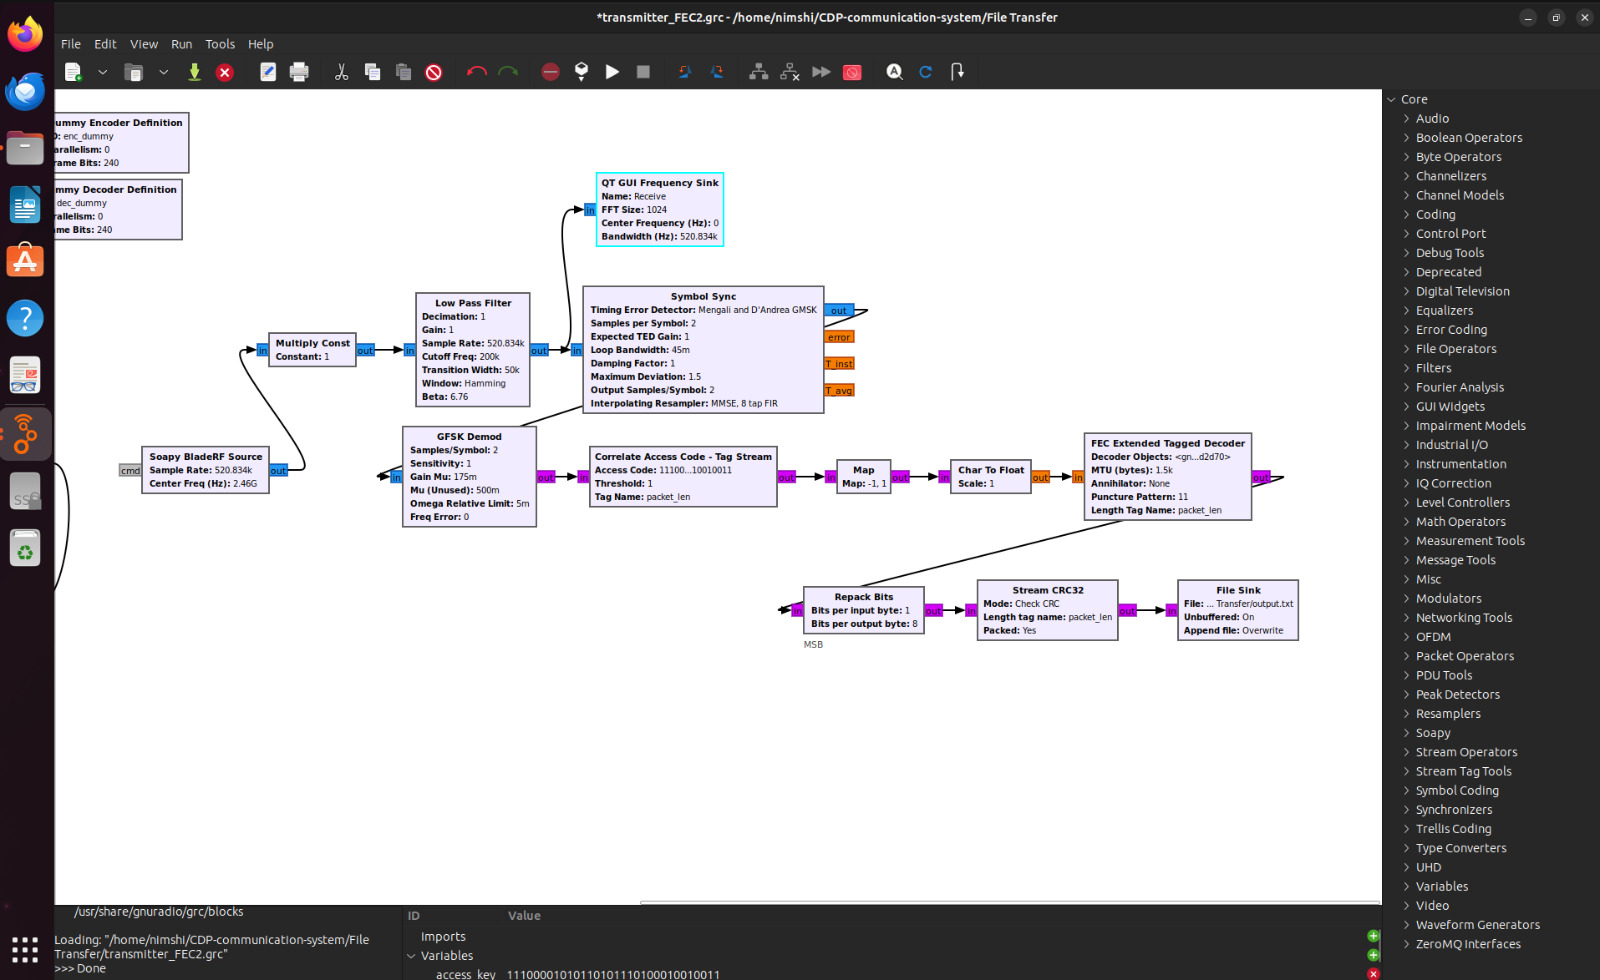 *transmitter_FEC2.grc - /home/nimshi/CDP-communication-system/File Transfer
File Edit View Run Tools Help
ummy Encoder Definition
D: enc_dummy
arallelism: 0
rame Bits: 240
mmy Decoder Definition
dec_dummy
rallelism: 0
me Bits: 240
QT GUI Frequency Sink
Name: Receive
FFT Size: 1024
Center Frequency (Hz): 0
Bandwidth (Hz): 520.834k
in
Multiply Const
Constant: 1
in
out
Low Pass Filter
Decimation: 1
Gain: 1
Sample Rate: 520.834k
Cutoff Freq: 200k
Transition Width: 50k
Window: Hamming
Beta: 6.76
in
out
Symbol Sync
Timing Error Detector: Mengali and D'Andrea GMSK
Samples per Symbol: 2
Expected TED Gain: 1
Loop Bandwidth: 45m
Damping Factor: 1
Maximum Deviation: 1.5
Output Samples/Symbol: 2
Interpolating Resampler: MMSE, 8 tap FIR
in
out
error
T_inst
T_avg
Soapy BladeRF Source
Sample Rate: 520.834k
Center Freq (Hz): 2.46G
cmd
out
GFSK Demod
Samples/Symbol: 2
Sensitivity: 1
Gain Mu: 175m
Mu (Unused): 500m
Omega Relative Limit: 5m
Freq Error: 0
in
out
Correlate Access Code - Tag Stream
Access Code: 11100...10010011
Threshold: 1
Tag Name: packet_len
in
out
Map
Map: -1, 1
in
out
Char To Float
Scale: 1
in
out
FEC Extended Tagged Decoder
Decoder Objects: <gn...d2d70>
MTU (bytes): 1.5k
Annihilator: None
Puncture Pattern: 11
Length Tag Name: packet_len
in
out
Repack Bits
Bits per input byte: 1
Bits per output byte: 8
in
out
MSB
Stream CRC32
Mode: Check CRC
Length tag name: packet_len
Packed: Yes
in
out
File Sink
File: ... Transfer/output.txt
Unbuffered: On
Append file: Overwrite
in
Core
Audio
Boolean Operators
Byte Operators
Channelizers
Channel Models
Coding
Control Port
Debug Tools
Deprecated
Digital Television
Equalizers
Error Coding
File Operators
Filters
Fourier Analysis
GUI Widgets
Impairment Models
Industrial I/O
Instrumentation
IQ Correction
Level Controllers
Math Operators
Measurement Tools
Message Tools
Misc
Modulators
Networking Tools
OFDM
Packet Operators
PDU Tools
Peak Detectors
Resamplers
Soapy
Stream Operators
Stream Tag Tools
Symbol Coding
Synchronizers
Trellis Coding
Type Converters
UHD
Variables
Video
Waveform Generators
ZeroMQ Interfaces
/usr/share/gnuradio/grc/blocks
Loading: "/home/nimshi/CDP-communication-system/File
Transfer/transmitter_FEC2.grc"
>>> Done
ID Value
Imports
Variables
access_key 11100001010110101110100010010011